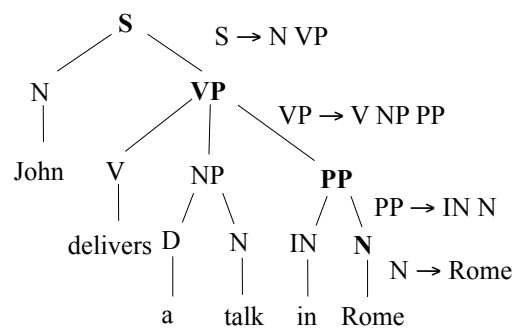 S
S → N VP
N
VP
VP → V NP PP
John
V
NP
PP
PP → IN N
delivers
D
N
IN
N
N → Rome
a
talk
in
Rome